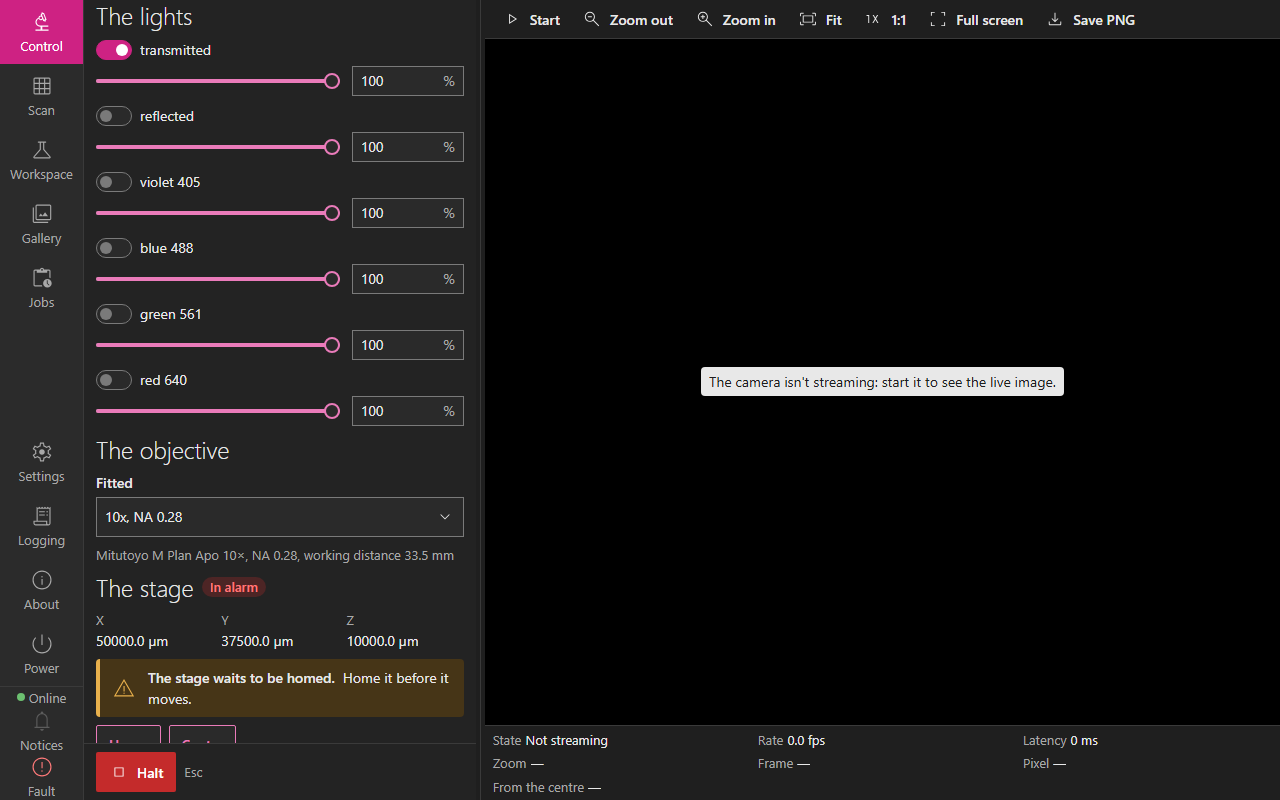 Control
Scan
Workspace
Gallery
Jobs
Settings
Logging
About
Power
Online
Notices
Fault
The lights
transmitted
100 %
reflected
100 %
violet 405
100 %
blue 488
100 %
green 561
100 %
red 640
100 %
The objective
Fitted
10x, NA 0.28
Mitutoyo M Plan Apo 10×, NA 0.28, working distance 33.5 mm
The stage In alarm
X Y Z
50000.0 µm 37500.0 µm 10000.0 µm
The stage waits to be homed. Home it before it
moves.
Halt Esc
Start Zoom out Zoom in Fit 1X 1:1 Full screen Save PNG
The camera isn't streaming: start it to see the live image.
State Not streaming Rate 0.0 fps Latency 0 ms
Zoom — Frame — Pixel —
From the centre —